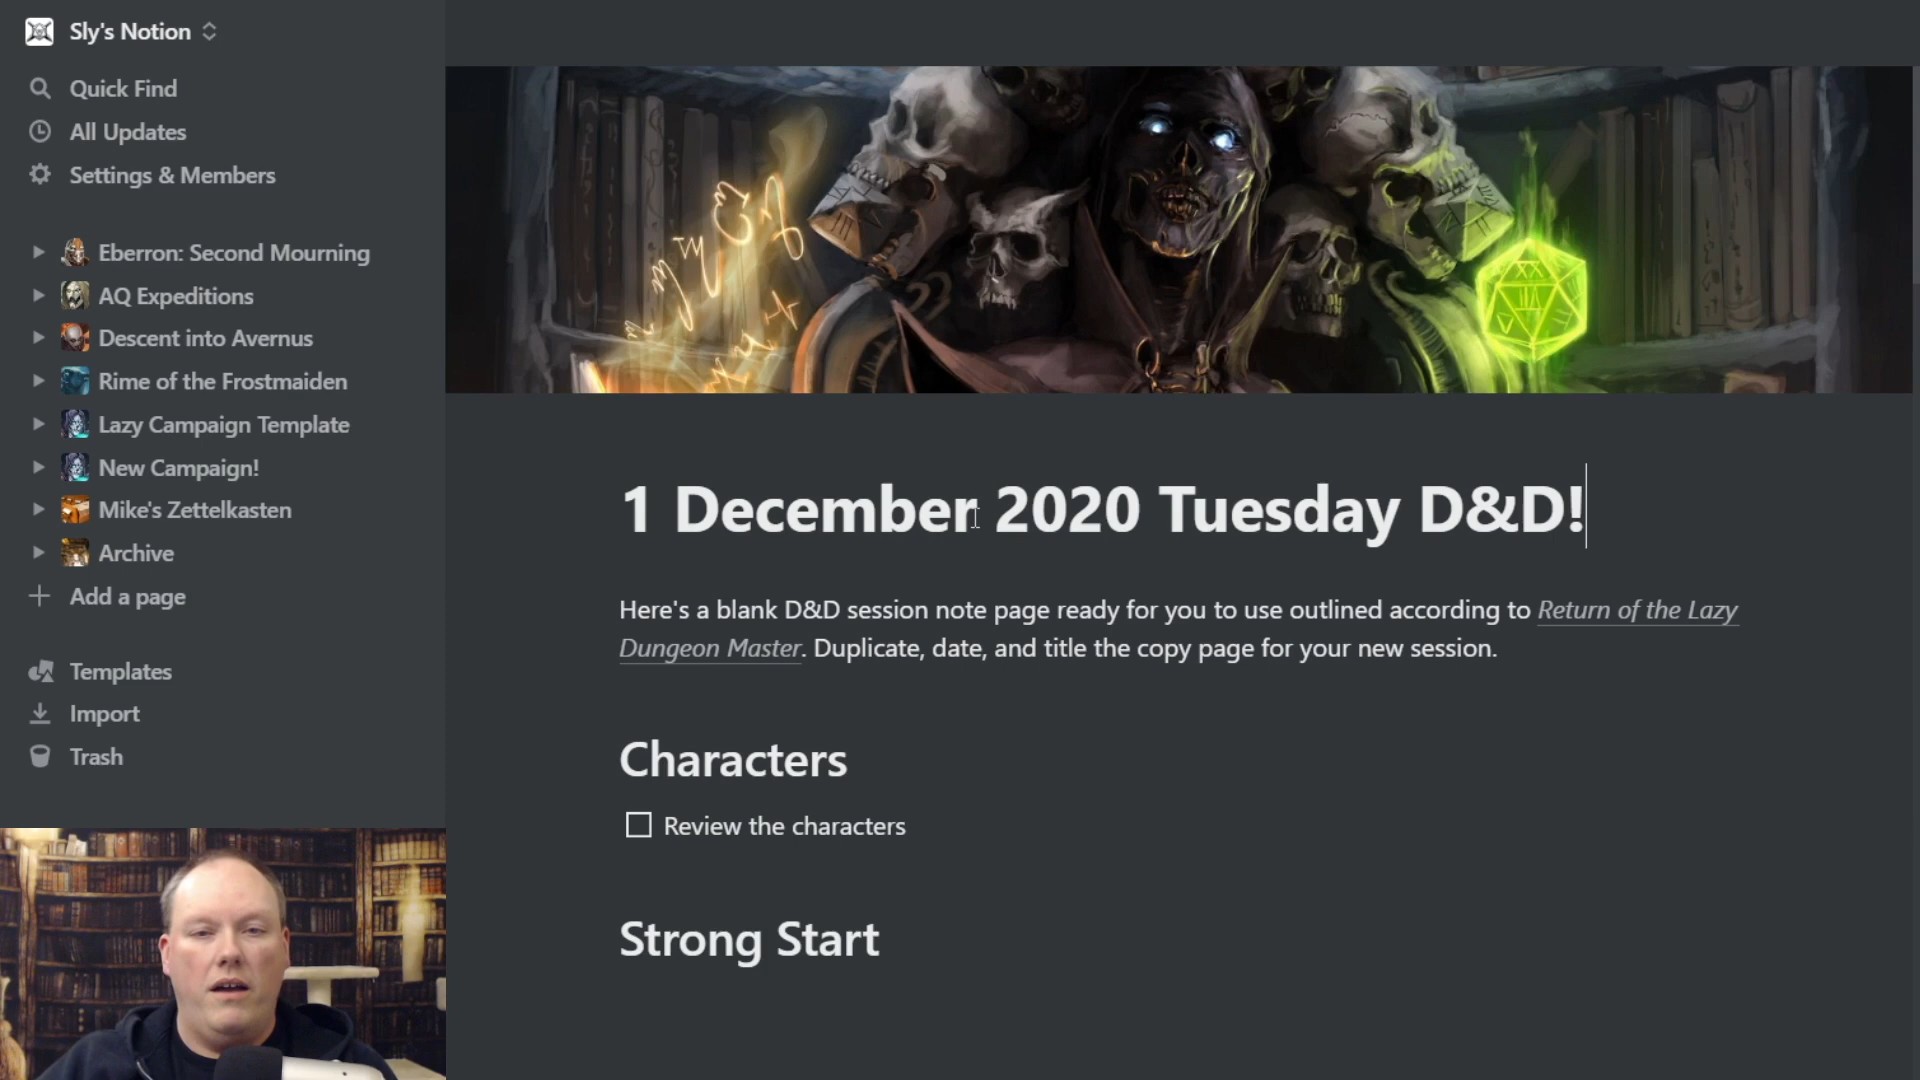 Sly's Notion
Quick Find
All Updates
Settings & Members
Eberron: Second Mourning
AQ Expeditions
Descent into Avernus
Rime of the Frostmaiden
Lazy Campaign Template
New Campaign!
Mike's Zettelkasten
Archive
Add a page
Templates
Import
Trash
1 December 2020 Tuesday D&D!
Here's a blank D&D session note page ready for you to use outlined according to Return of the Lazy
Dungeon Master. Duplicate, date, and title the copy page for your new session.
Characters
Review the characters
Strong Start